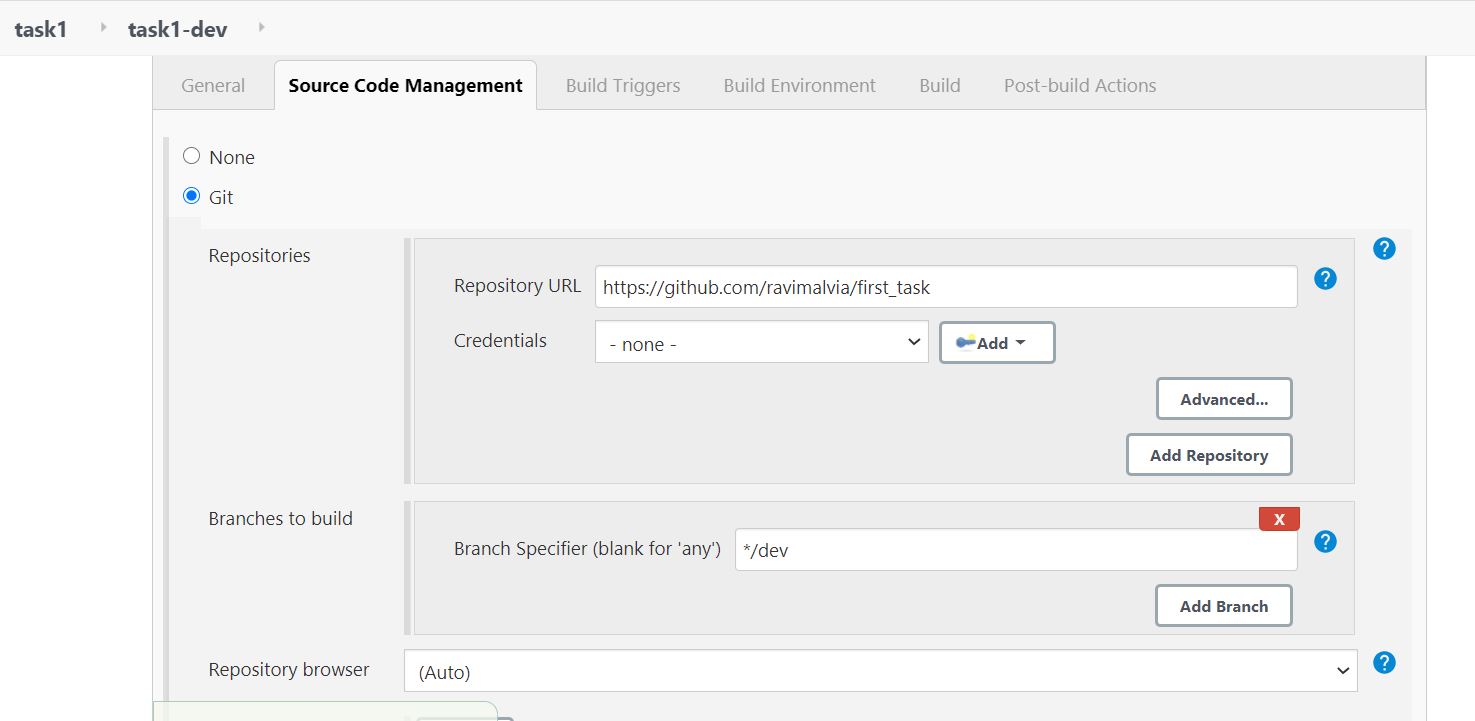 task1 task1-dev
General Source Code Management Build Triggers Build Environment Build Post-build Actions
None
Git
Repositories
?
Repository URL https://github.com/ravimalvia/first_task ?
Credentials - none - Add
Advanced...
Add Repository
Branches to build
X
Branch Specifier (blank for 'any') */dev ?
Add Branch
Repository browser (Auto) ?